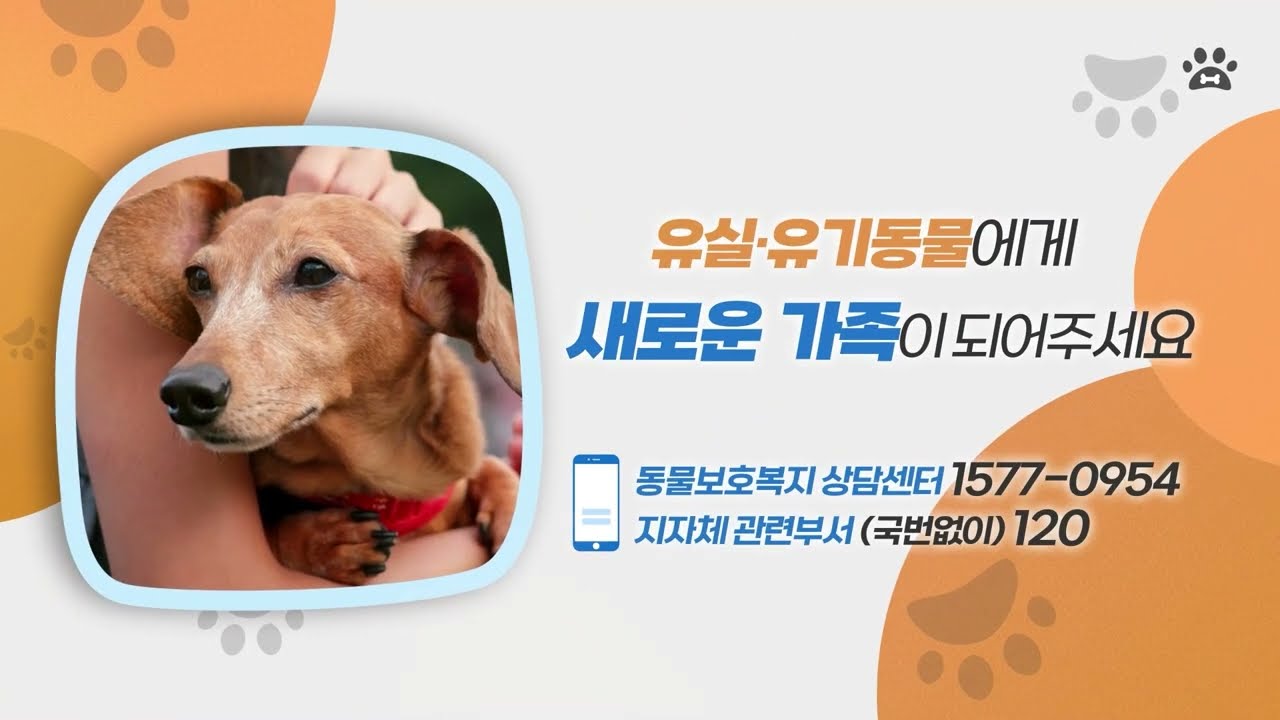 유실·유기동물에게
새로운 가족이 되어주세요
동물보호복지 상담센터 1577-0954
지자체 관련부서 (국번없이) 120